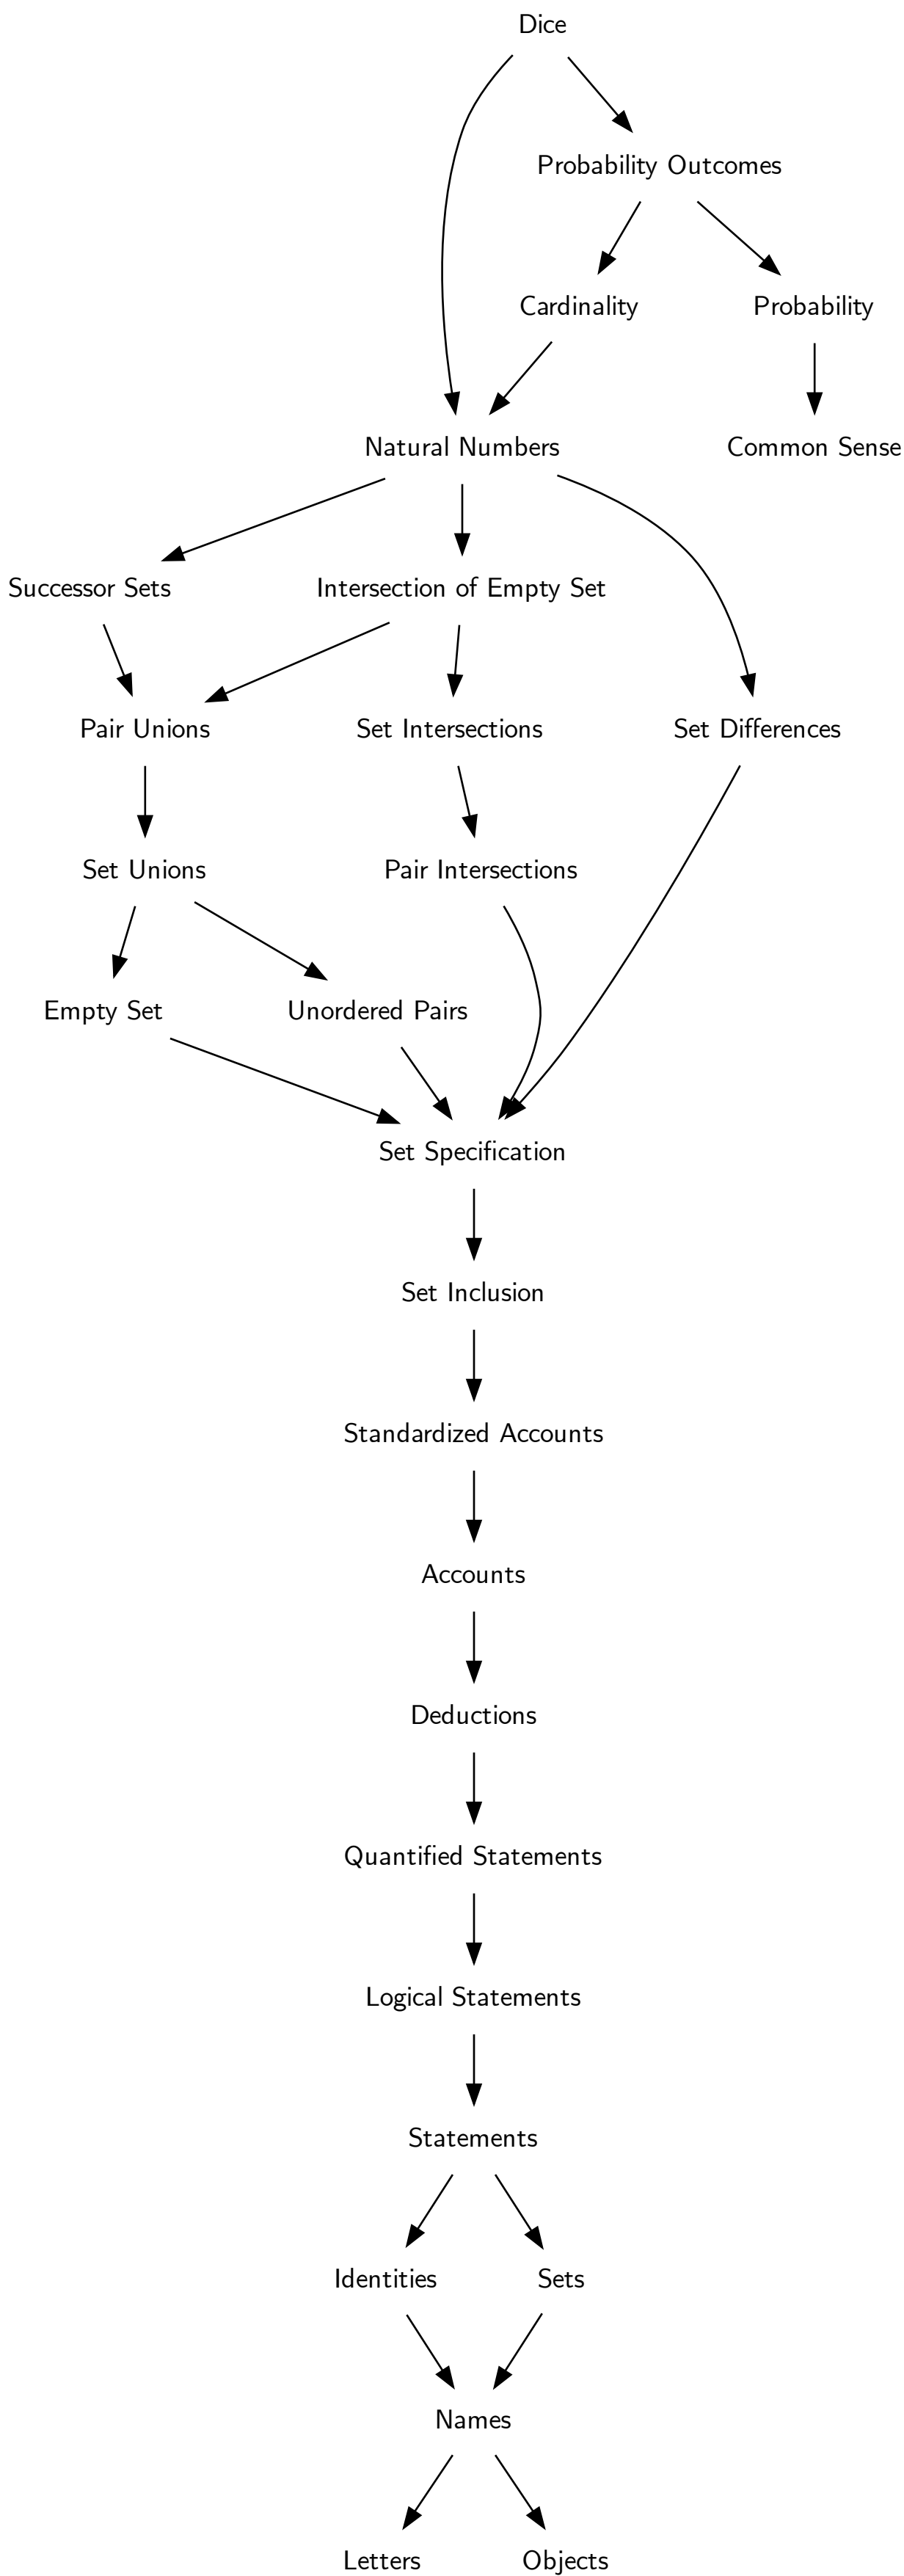 Dice
Probability Outcomes
Cardinality
Probability
Natural Numbers
Common Sense
Successor Sets
Intersection of Empty Set
Pair Unions
Set Intersections
Set Differences
Set Unions
Pair Intersections
Empty Set
Unordered Pairs
Set Specification
Set Inclusion
Standardized Accounts
Accounts
Deductions
Quantified Statements
Logical Statements
Statements
Identities
Sets
Names
Letters
Objects